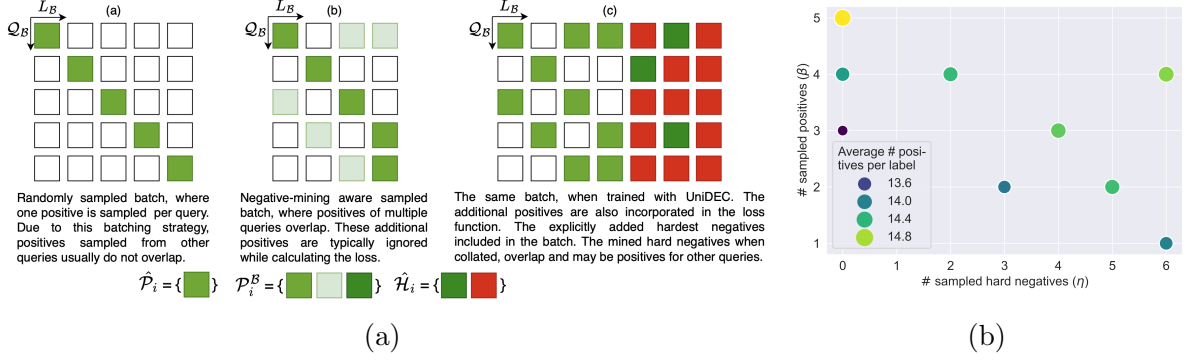 (a)
L_B
Q_B
Randomly sampled batch, where
one positive is sampled per query.
Due to this batching strategy,
positives sampled from other
queries usually do not overlap.
(b)
L_B
Q_B
Negative-mining aware sampled
batch, where positives of multiple
queries overlap. These additional
positives are typically ignored
while calculating the loss.
(c)
L_B
Q_B
The same batch, when trained with UniDEC. The
additional positives are also incorporated in the loss
function. The explicitly added hardest negatives
included in the batch. The mined hard negatives when
collated, overlap and may be positives for other queries.
P̂_i = { } P_i^B = { } Ĥ_i = { }
(a)
# sampled positives (β)
5
4
3
2
1
Average # posi-
tives per label
13.6
14.0
14.4
14.8
0 1 2 3 4 5 6
# sampled hard negatives (η)
(b)